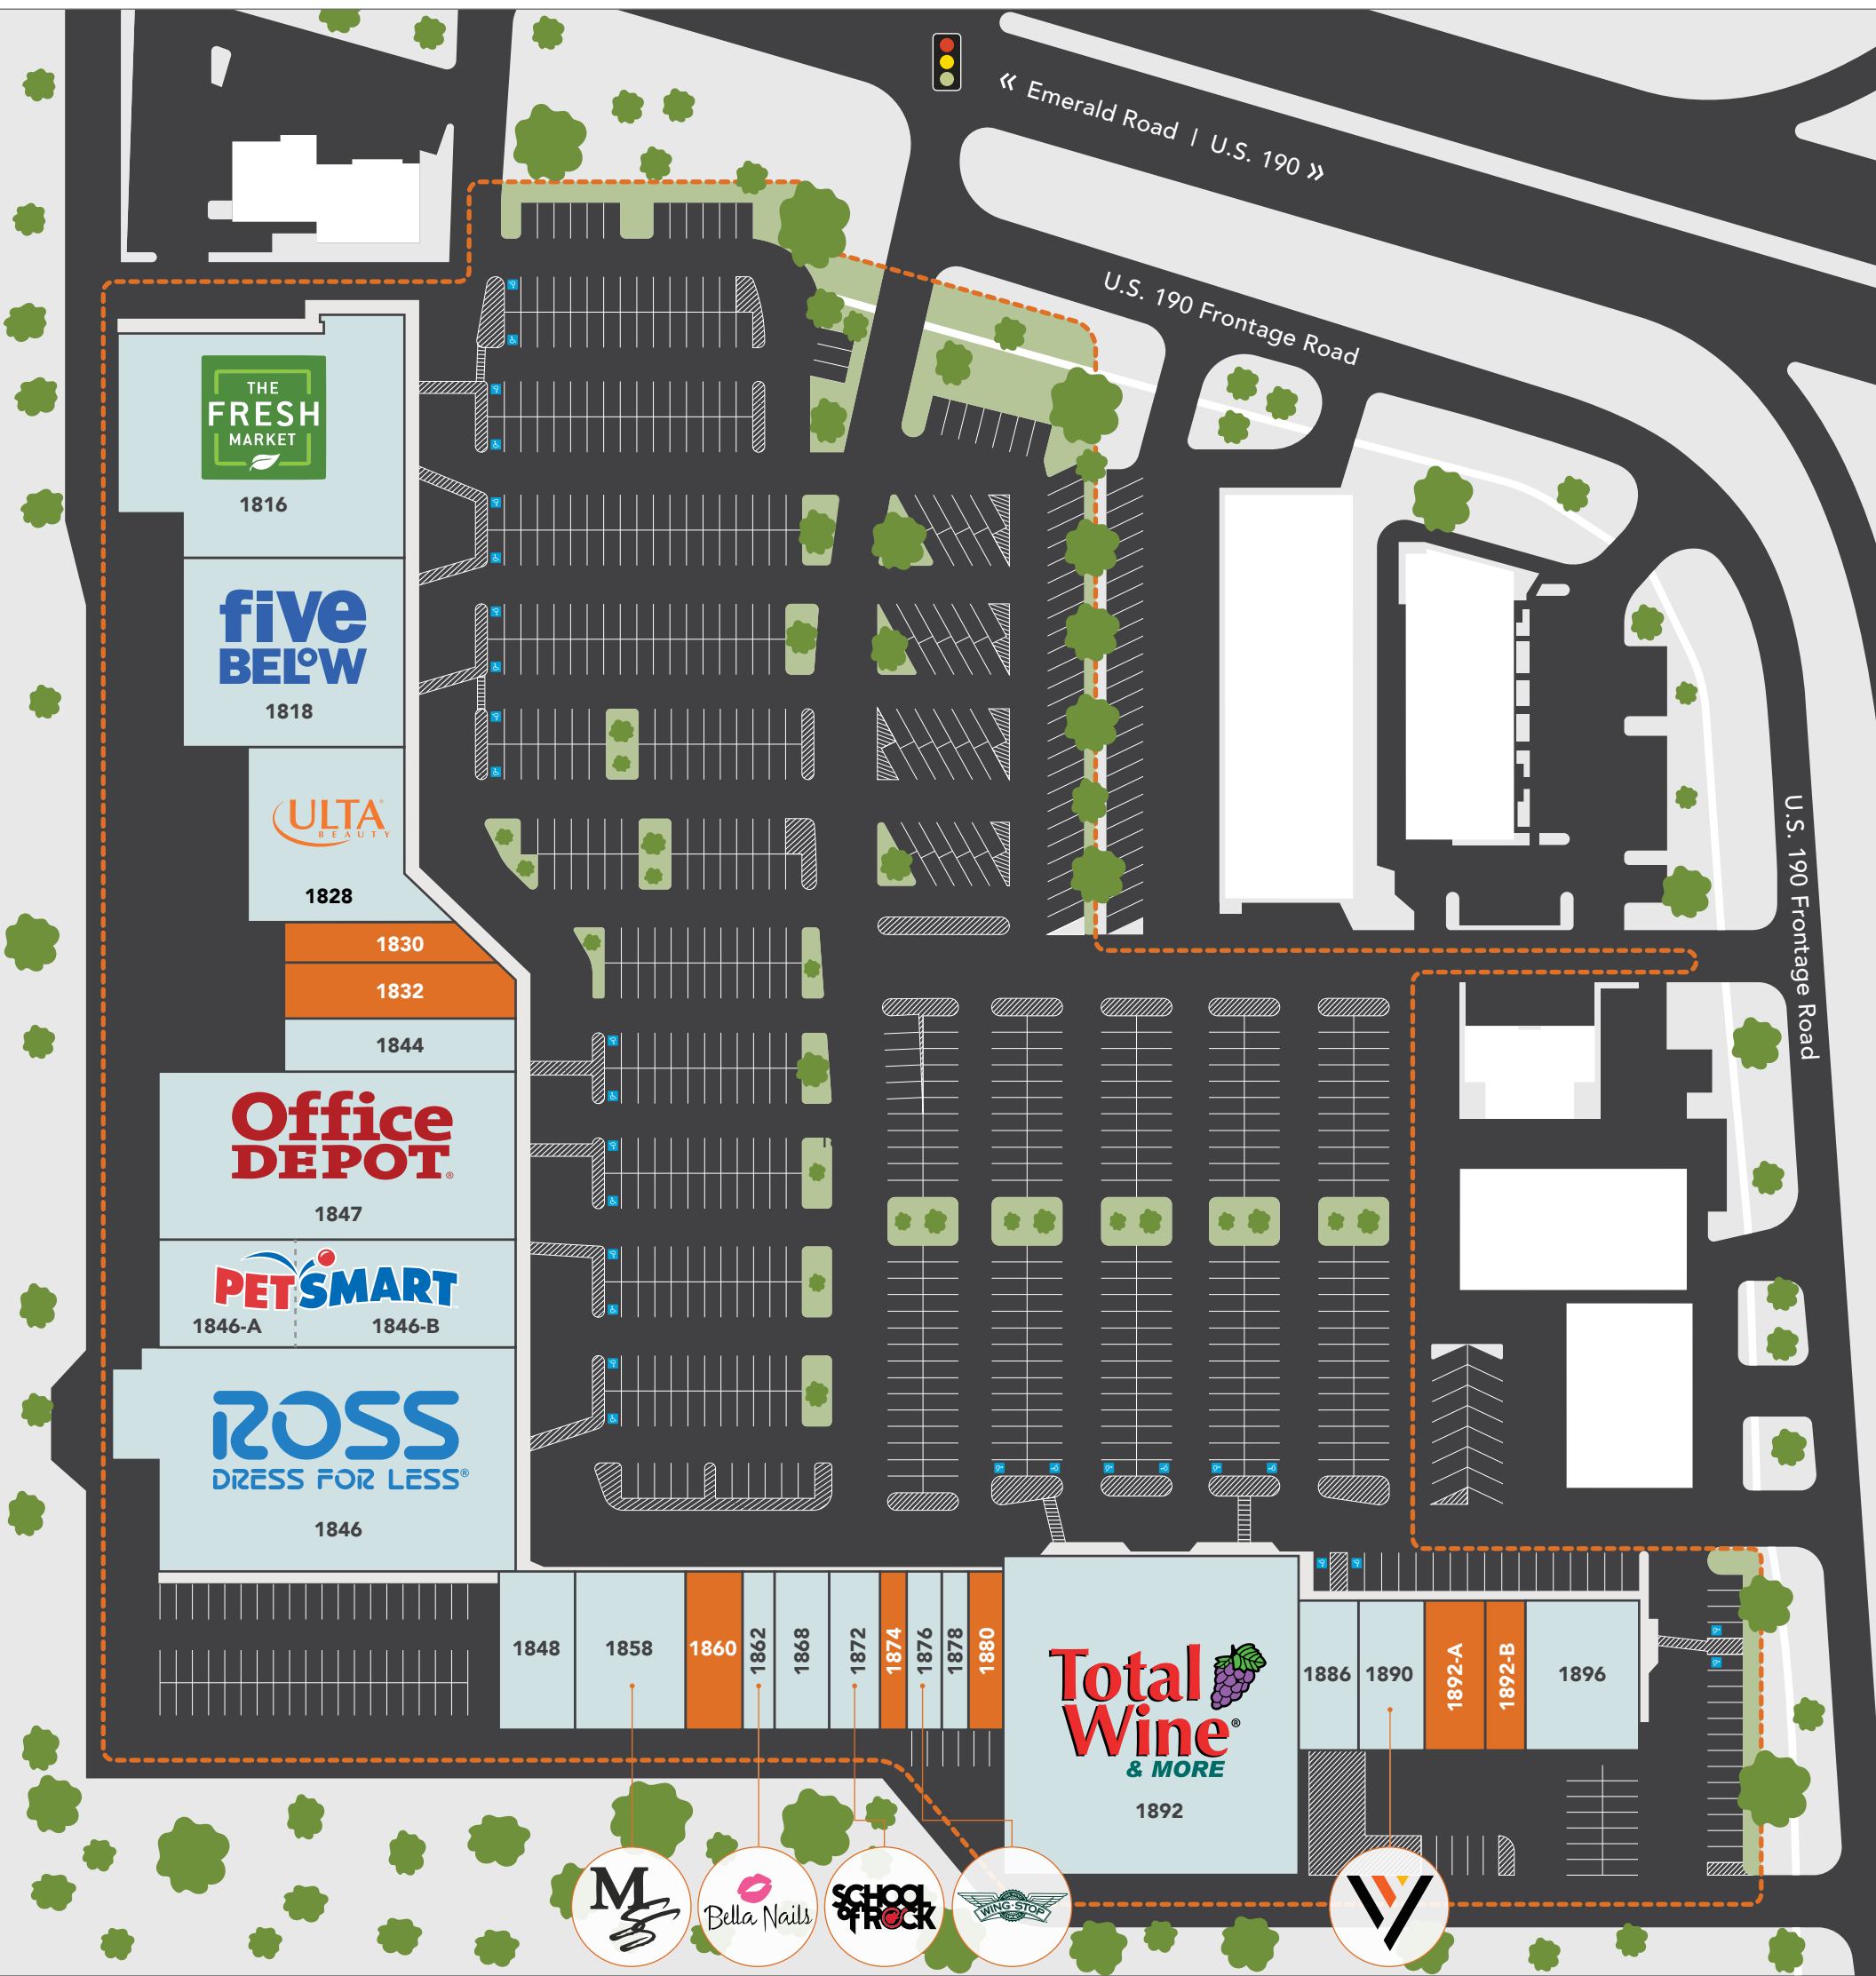 « Emerald Road | U.S. 190 »
U.S. 190 Frontage Road
U.S. 190 Frontage Road
THE
FRESH
MARKET
1816
five
BELOW
1818
ULTA
BEAUTY
1828
1830
1832
1844
Office
DEPOT®
1847
PETSMART
1846-A
1846-B
ROSS
DRESS FOR LESS®
1846
1848
1858
1860
1862
1868
1872
1874
1876
1878
1880
Total
Wine®
& MORE
1892
1886
1890
1892-A
1892-B
1896
MS
Bella Nails
SCHOOL
of ROCK
WING·STOP